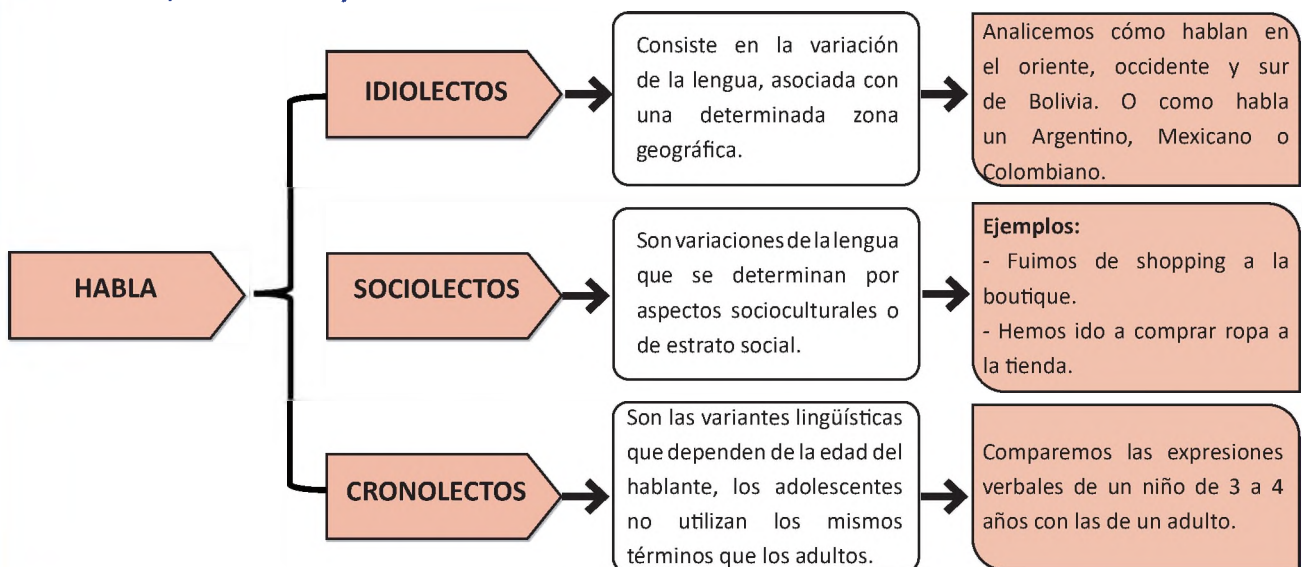 HABLA
IDIOLECTOS
Consiste en la variación
de la lengua, asociada con
una determinada zona
geográfica.
Analicemos cómo hablan en
el oriente, occidente y sur
de Bolivia. O como habla
un Argentino, Mexicano o
Colombiano.
SOCIOLECTOS
Son variaciones de la lengua
que se determinan por
aspectos socioculturales o
de estrato social.
Ejemplos:
- Fuimos de shopping a la
boutique.
- Hemos ido a comprar ropa a
la tienda.
CRONOLECTOS
Son las variantes lingüísticas
que dependen de la edad del
hablante, los adolescentes
no utilizan los mismos
términos que los adultos.
Comparemos las expresiones
verbales de un niño de 3 a 4
años con las de un adulto.